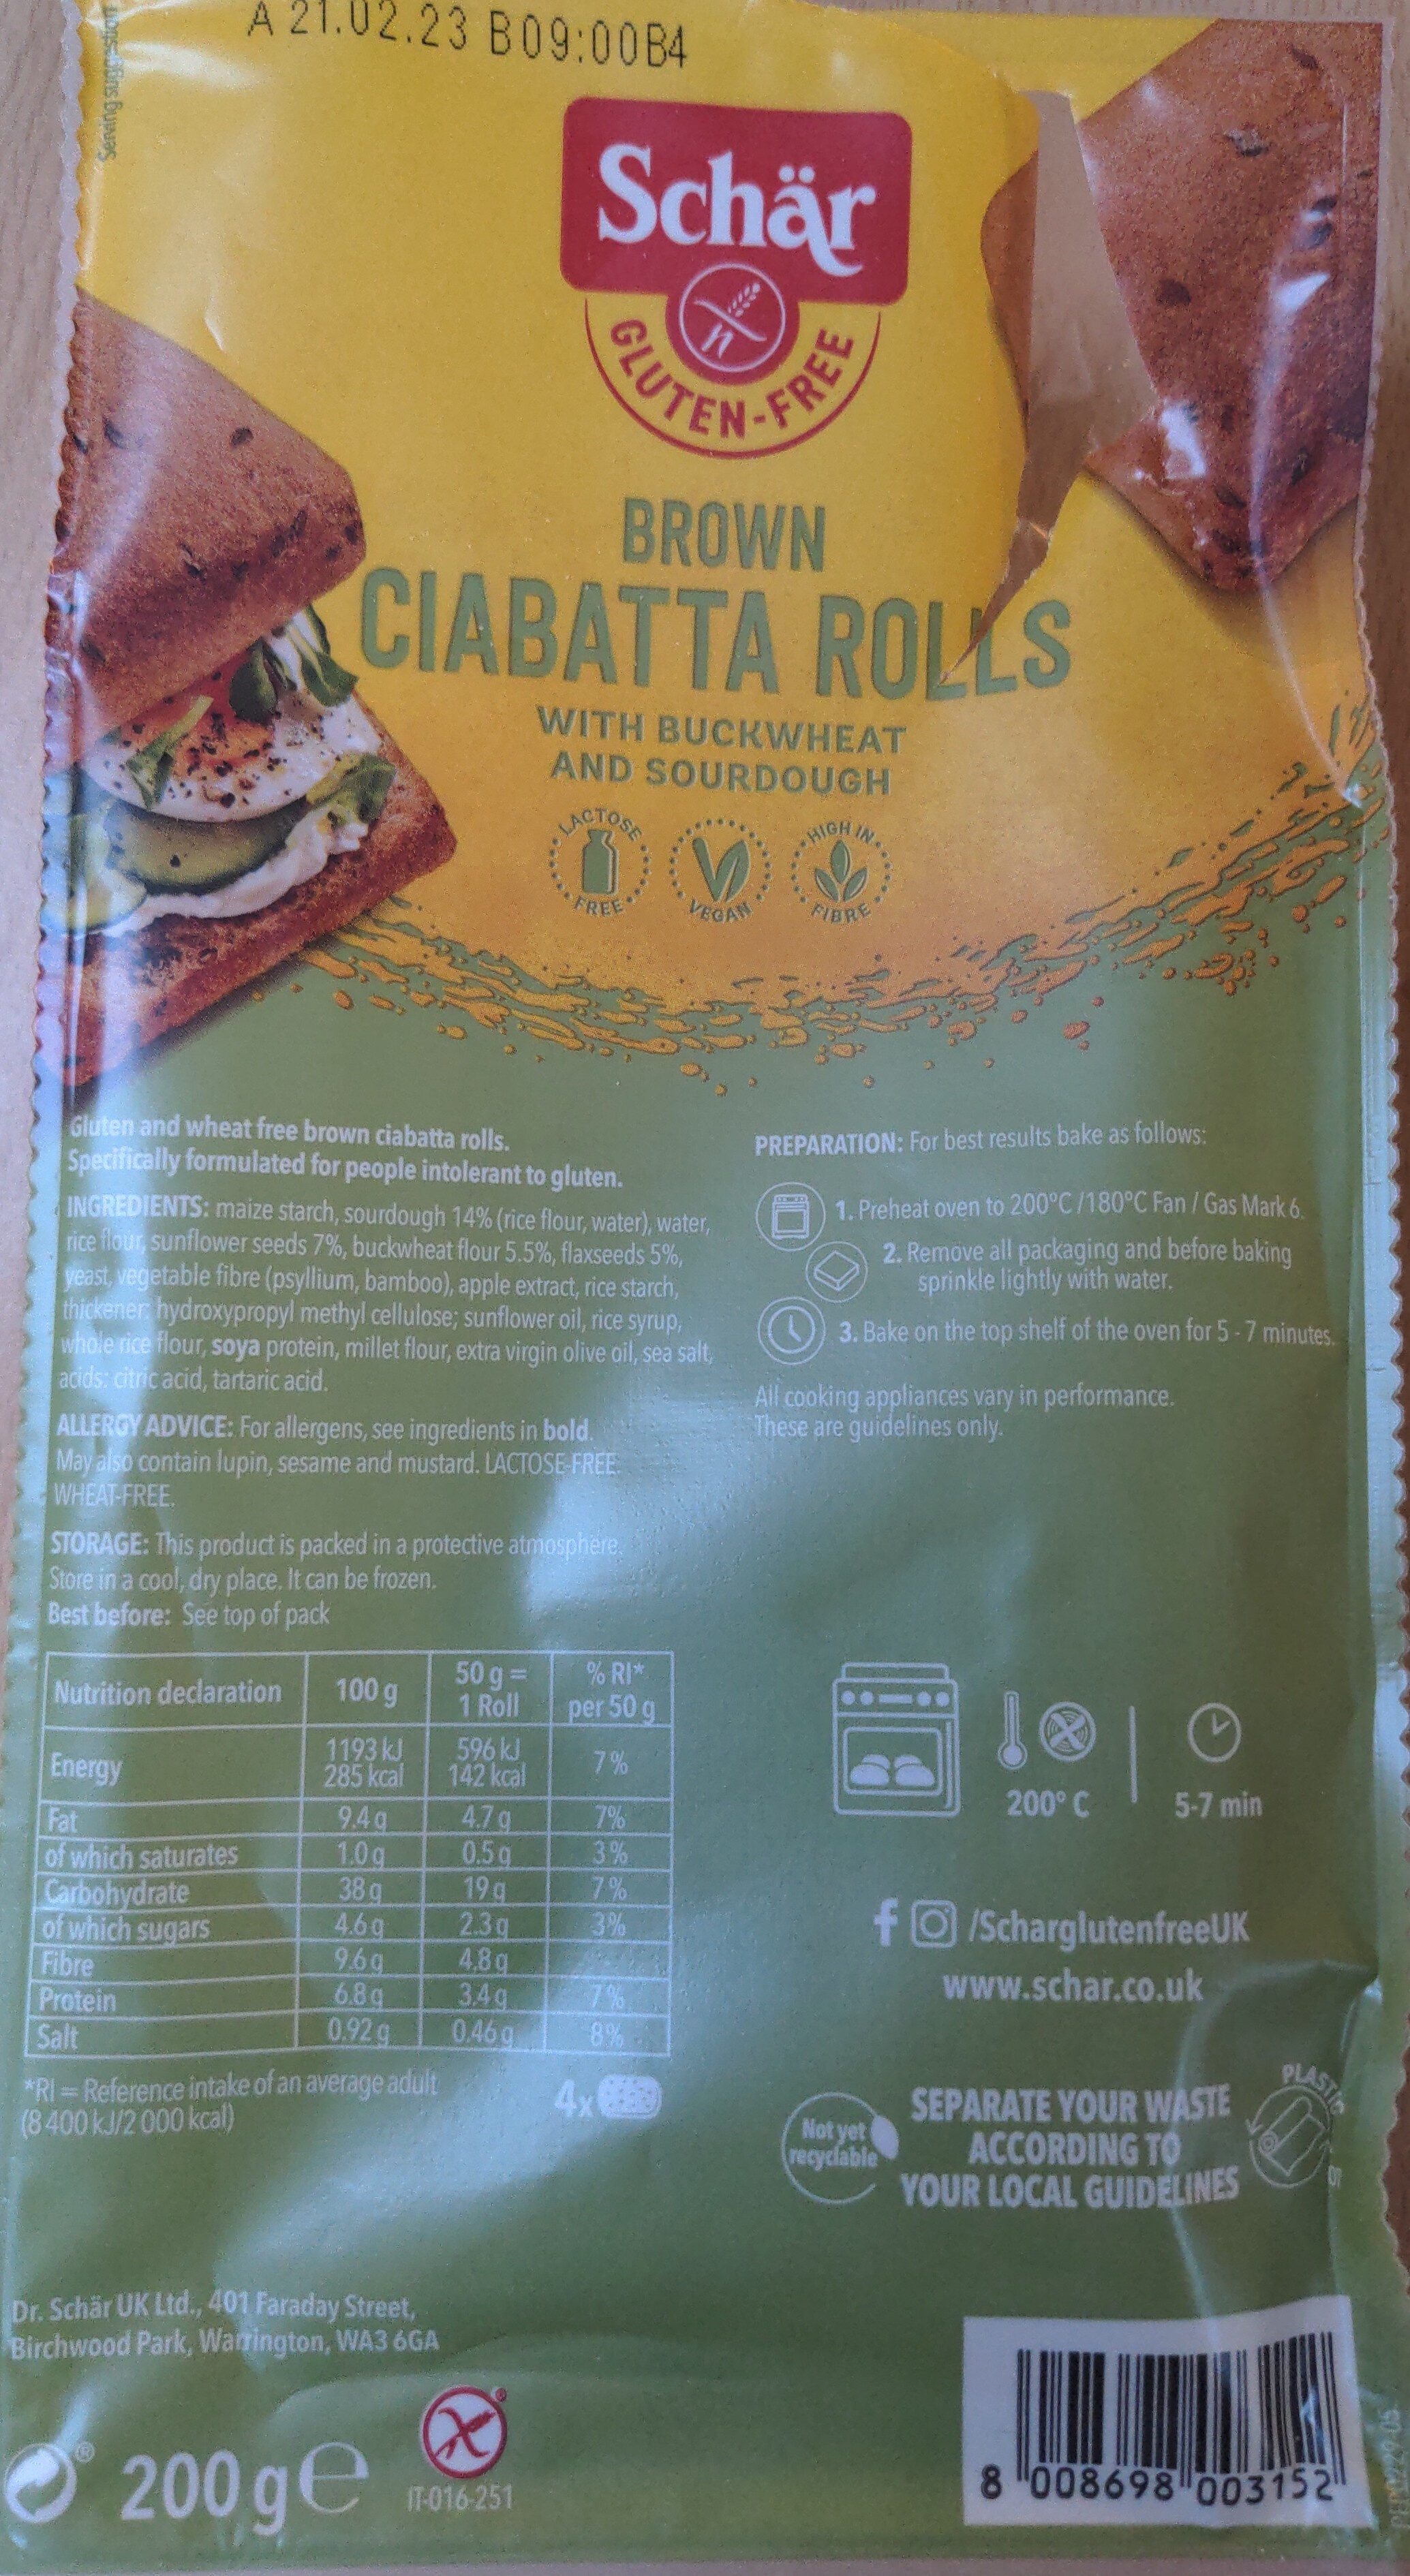 A 21.02.23 B09:00B4
Serving suggestion
Schär
GLUTEN-FREE
BROWN
CIABATTA ROLLS
WITH BUCKWHEAT
AND SOURDOUGH
LACTOSE FREE
VEGAN
HIGH IN FIBRE
Gluten and wheat free brown ciabatta rolls.
Specifically formulated for people intolerant to gluten.
INGREDIENTS: maize starch, sourdough 14% (rice flour, water), water,
rice flour, sunflower seeds 7%, buckwheat flour 5.5%, flaxseeds 5%,
yeast, vegetable fibre (psyllium, bamboo), apple extract, rice starch,
thickener: hydroxypropyl methyl cellulose; sunflower oil, rice syrup,
whole rice flour, soya protein, millet flour, extra virgin olive oil, sea salt,
acids: citric acid, tartaric acid.
ALLERGY ADVICE: For allergens, see ingredients in bold.
May also contain lupin, sesame and mustard. LACTOSE-FREE.
WHEAT-FREE.
STORAGE: This product is packed in a protective atmosphere.
Store in a cool, dry place. It can be frozen.
Best before: See top of pack
Nutrition declaration 100 g 50 g = 1 Roll % RI* per 50 g
Energy 1193 kJ 285 kcal 596 kJ 142 kcal 7%
Fat 9.4 g 4.7 g 7%
of which saturates 1.0 g 0.5 g 3%
Carbohydrate 38 g 19 g 7%
of which sugars 4.6 g 2.3 g 3%
Fibre 9.6 g 4.8 g
Protein 6.8 g 3.4 g 7%
Salt 0.92 g 0.46 g 8%
*RI = Reference intake of an average adult
(8 400 kJ/2 000 kcal)
4x
PREPARATION: For best results bake as follows:
1. Preheat oven to 200°C/180°C Fan / Gas Mark 6.
2. Remove all packaging and before baking
sprinkle lightly with water.
3. Bake on the top shelf of the oven for 5 - 7 minutes.
All cooking appliances vary in performance.
These are guidelines only.
200° C
5-7 min
/ScharglutenfreeUK
www.schar.co.uk
Not yet
recyclable
SEPARATE YOUR WASTE
ACCORDING TO
YOUR LOCAL GUIDELINES
PLASTIC
Dr. Schär UK Ltd., 401 Faraday Street,
Birchwood Park, Warrington, WA3 6GA
200 g e
IT-016-251
8 008698 003152